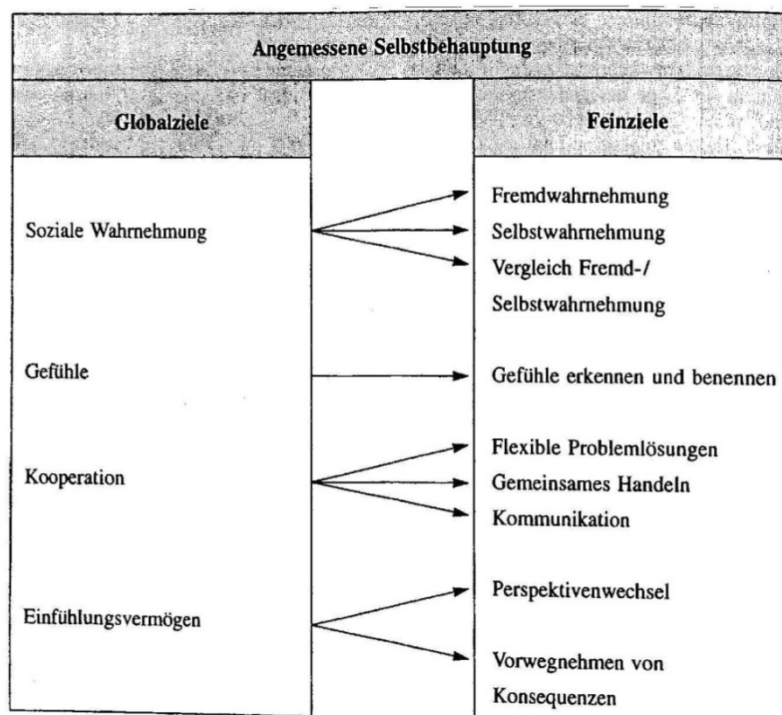 Angemessene Selbstbehauptung
Globalziele
Feinziele
Soziale Wahrnehmung
Fremdwahrnehmung
Selbstwahrnehmung
Vergleich Fremd-/
Selbstwahrnehmung
Gefühle
Gefühle erkennen und benennen
Kooperation
Flexible Problemlösungen
Gemeinsames Handeln
Kommunikation
Einfühlungsvermögen
Perspektivenwechsel
Vorwegnehmen von
Konsequenzen